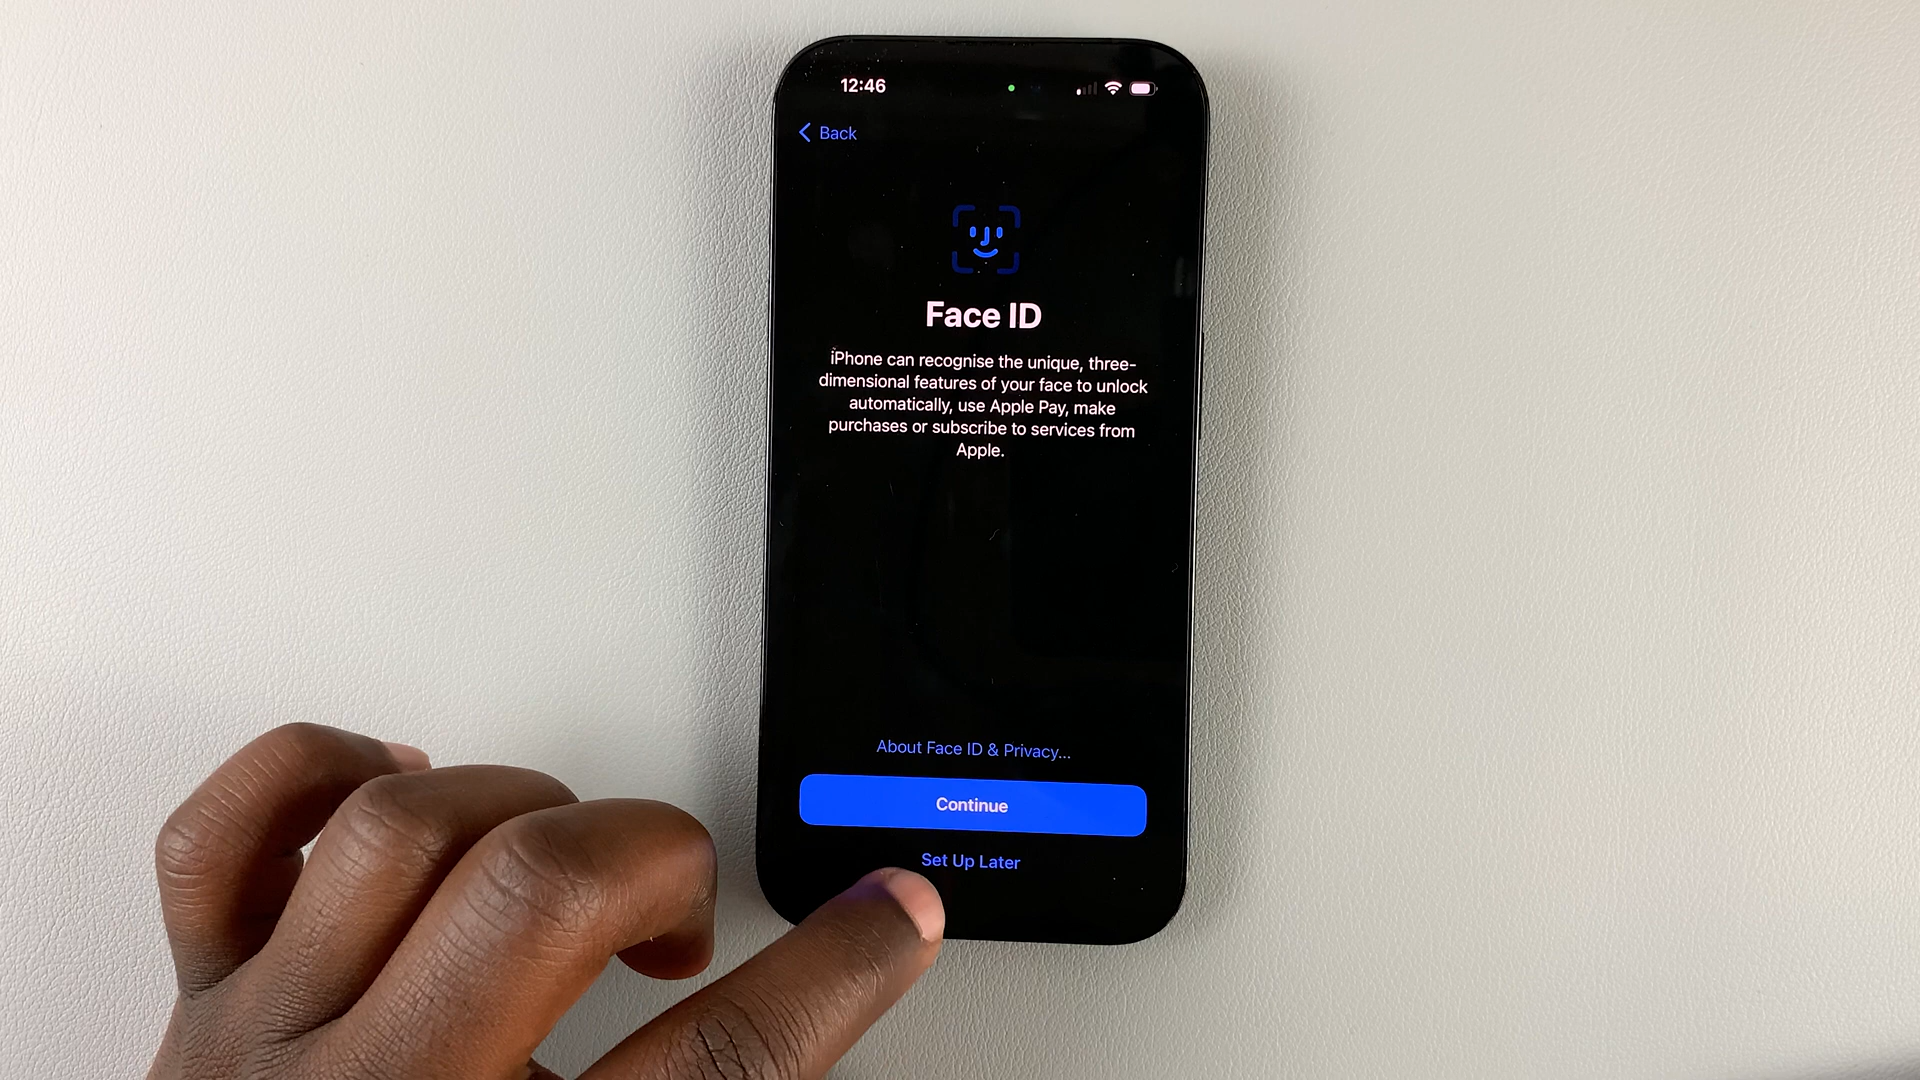 12:46
Back
Face ID
iPhone can recognise the unique, three-
dimensional features of your face to unlock
automatically, use Apple Pay, make
purchases or subscribe to services from
Apple.
About Face ID & Privacy...
Continue
Set Up Later